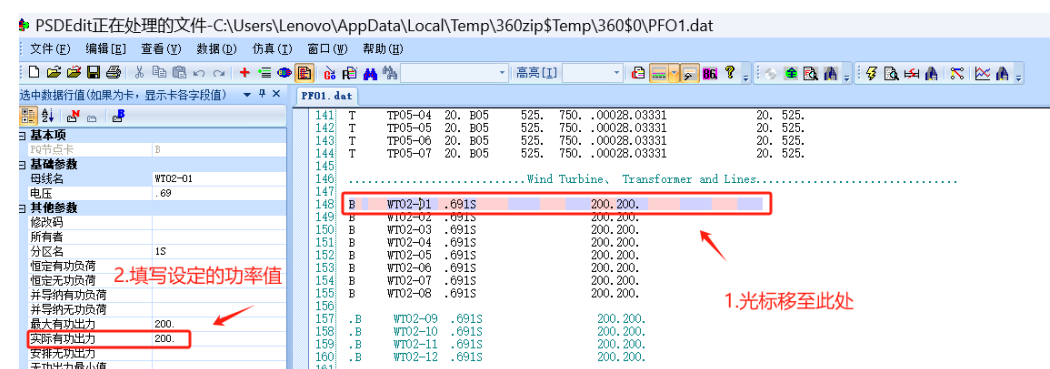 PSDEdit正在处理的文件-C:\Users\Lenovo\AppData\Local\Temp\360zip$Temp\360$0\PFO1.dat
文件(F) 编辑[E] 查看(V) 数据(D) 仿真(I) 窗口(W) 帮助(H)
高亮[I] BG
选中数据行值(如果为卡,显示卡各字段值)
PFO1.dat
基本项
PQ节点卡 B
基础参数
母线名 WT02-01
电压 .69
其他参数
修改码
所有者
分区名 1S
恒定有功负荷
恒定无功负荷
并导纳有功负荷
并导纳无功负荷
最大有功出力 200.
实际有功出力 200.
安排无功出力
无功出力最小值
2.填写设定的功率值
141 T TP05-04 20. B05 525. 750. .00028.03331 20. 525.
142 T TP05-05 20. B05 525. 750. .00028.03331 20. 525.
143 T TP05-06 20. B05 525. 750. .00028.03331 20. 525.
144 T TP05-07 20. B05 525. 750. .00028.03331 20. 525.
145
146 ..........................Wind Turbine、 Transformer and Lines..............................
147
148 B WT02-01 .691S 200.200.
149 B WT02-02 .691S 200.200.
150 B WT02-03 .691S 200.200.
151 B WT02-04 .691S 200.200.
152 B WT02-05 .691S 200.200.
153 B WT02-06 .691S 200.200.
154 B WT02-07 .691S 200.200.
155 B WT02-08 .691S 200.200.
156
157 .B WT02-09 .691S 200.200.
158 .B WT02-10 .691S 200.200.
159 .B WT02-11 .691S 200.200.
160 .B WT02-12 .691S 200.200.
161
1.光标移至此处